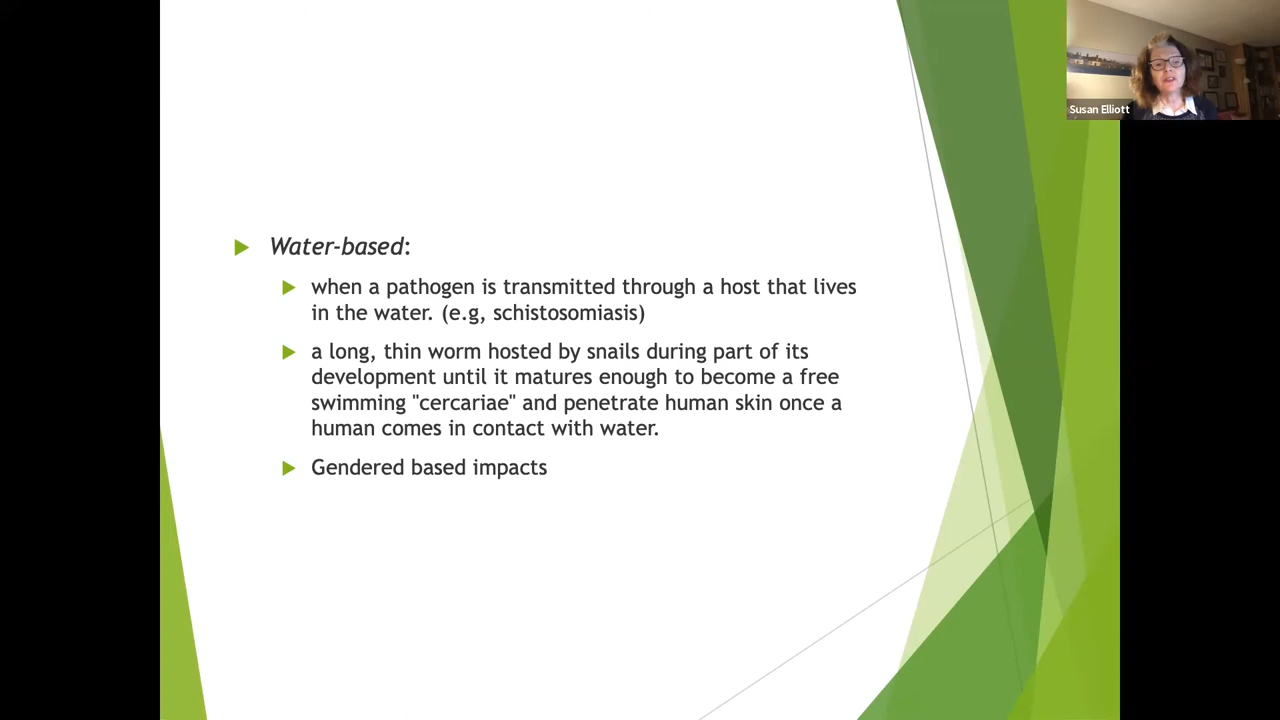 Susan Elliott
Water-based:
when a pathogen is transmitted through a host that lives
in the water. (e.g, schistosomiasis)
a long, thin worm hosted by snails during part of its
development until it matures enough to become a free
swimming "cercariae" and penetrate human skin once a
human comes in contact with water.
Gendered based impacts